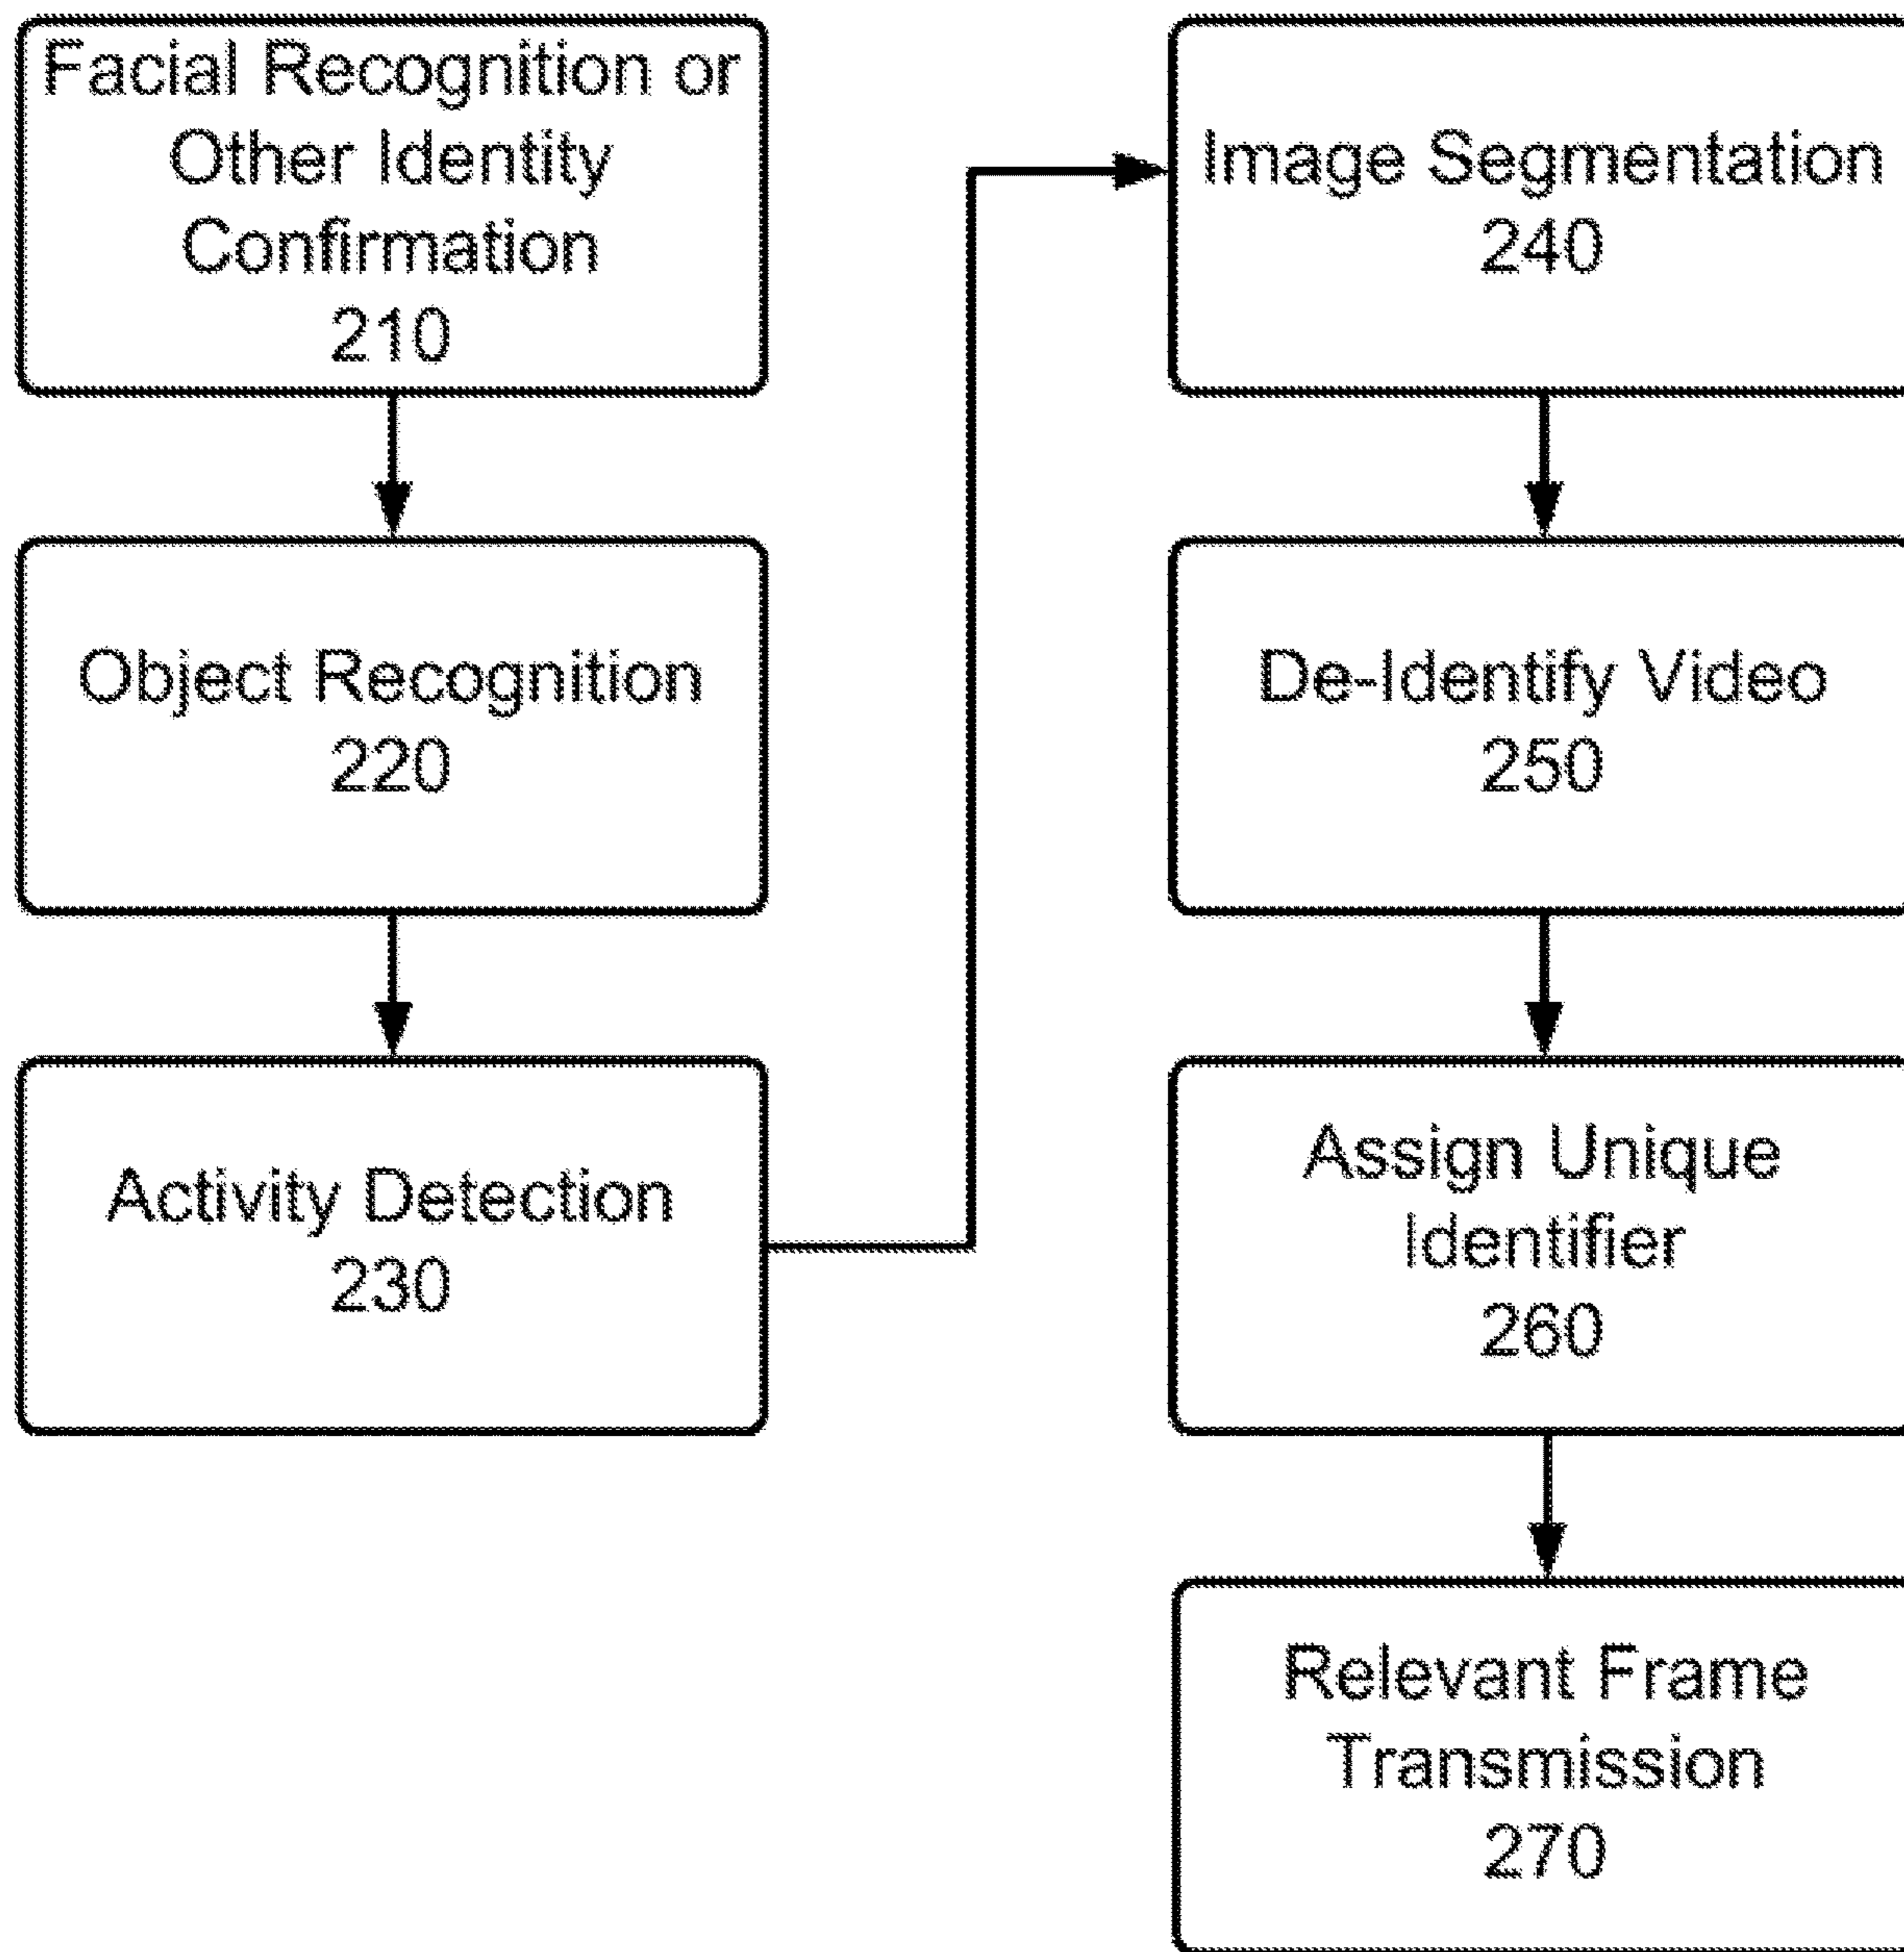 Facial Recognition or
Other Identity
Confirmation
210
Object Recognition
220
Activity Detection
230
Image Segmentation
240
De-Identify Video
250
Assign Unique
Identifier
260
Relevant Frame
Transmission
270